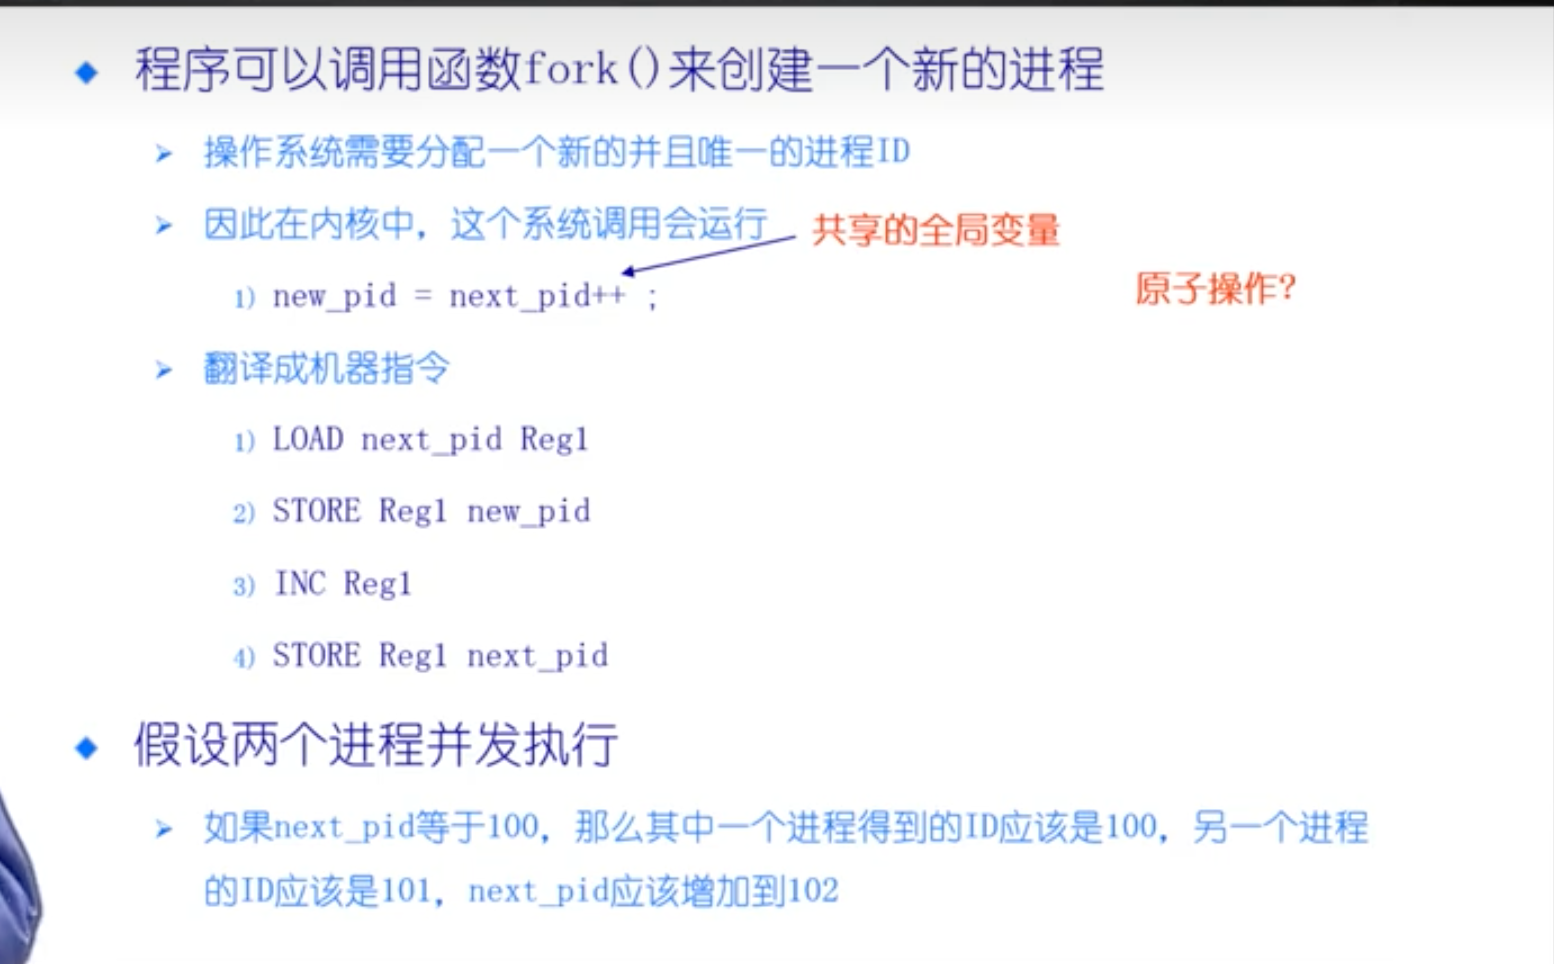 程序可以调用函数fork()来创建一个新的进程
操作系统需要分配一个新的并且唯一的进程ID
因此在内核中，这个系统调用会运行
共享的全局变量
1) new_pid = next_pid++ ;
原子操作?
翻译成机器指令
1) LOAD next_pid Reg1
2) STORE Reg1 new_pid
3) INC Reg1
4) STORE Reg1 next_pid
假设两个进程并发执行
如果next_pid等于100，那么其中一个进程得到的ID应该是100，另一个进程
的ID应该是101，next_pid应该增加到102